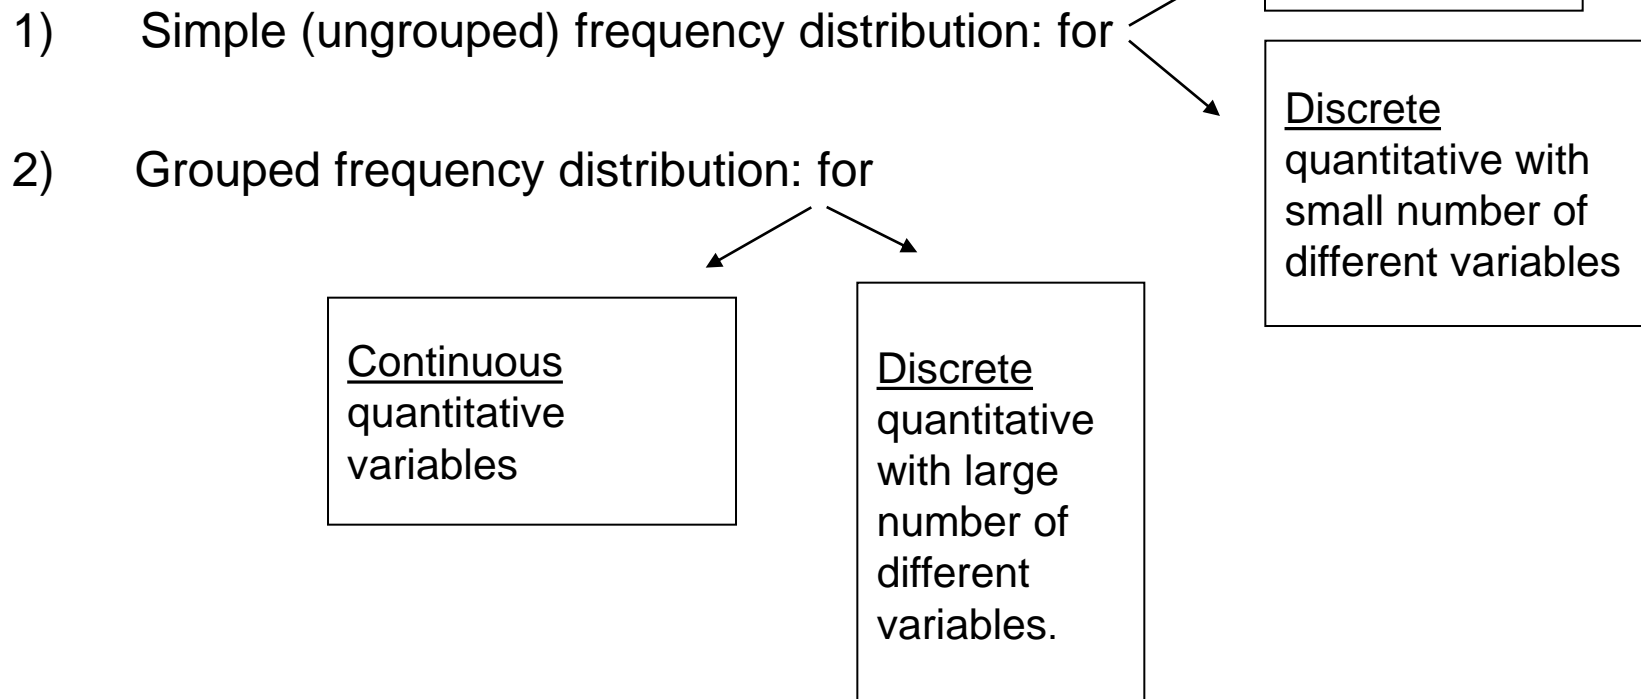 1) Simple (ungrouped) frequency distribution: for
Discrete
quantitative with
small number of
different variables
2) Grouped frequency distribution: for
Continuous
quantitative
variables
Discrete
quantitative
with large
number of
different
variables.